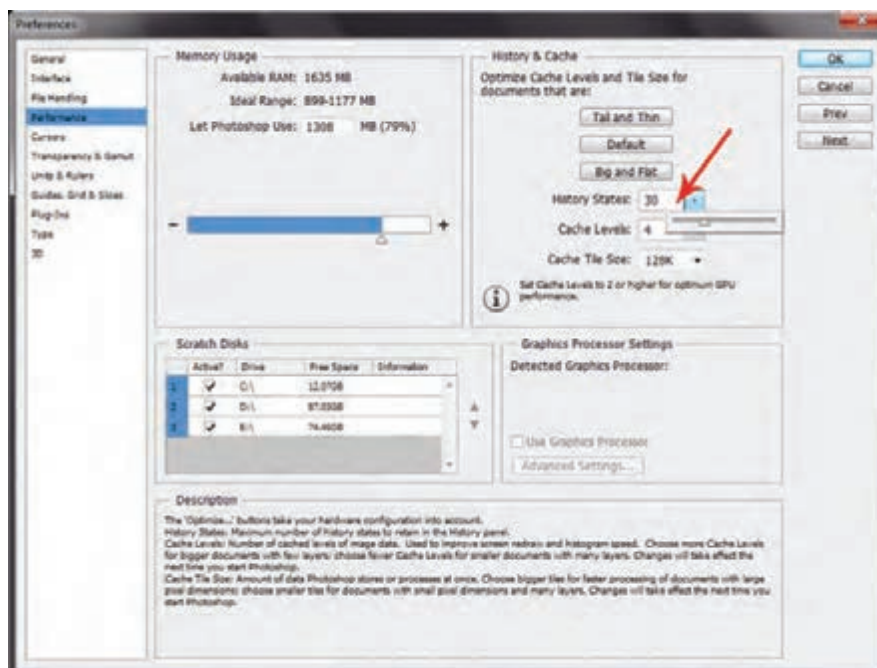 Preferences
General
Interface
File Handling
Performance
Cursors
Transparency & Gamut
Units & Rulers
Guides, Grid & Slices
Plug-Ins
Type
3D
Memory Usage
Available RAM: 1635 MB
Ideal Range: 899-1177 MB
Let Photoshop Use: 1308 MB (79%)
- +
History & Cache
Optimize Cache Levels and Tile Size for
documents that are:
Tall and Thin
Default
Big and Flat
History States: 30
Cache Levels: 4
Cache Tile Size: 128K
Set Cache Levels to 2 or higher for optimum GPU
performance.
OK
Cancel
Prev
Next
Scratch Disks
Active? Drive Free Space Information
1 C:\
2 D:\
3 E:\
Graphics Processor Settings
Detected Graphics Processor:
Use Graphics Processor
Advanced Settings...
Description
The 'Optimize...' buttons take your hardware configuration into account.
History States: Maximum number of history states to retain in the History panel.
Cache Levels: Number of cached levels of image data. Used to improve screen redraw and histogram speed. Choose more Cache Levels
for bigger documents with few layers; choose fewer Cache Levels for smaller documents with many layers. Changes will take effect the
next time you start Photoshop.
Cache Tile Size: Amount of data Photoshop stores or processes at once. Choose bigger tiles for faster processing of documents with large
pixel dimensions; choose smaller tiles for documents with small pixel dimensions and many layers. Changes will take effect the next time you
start Photoshop.